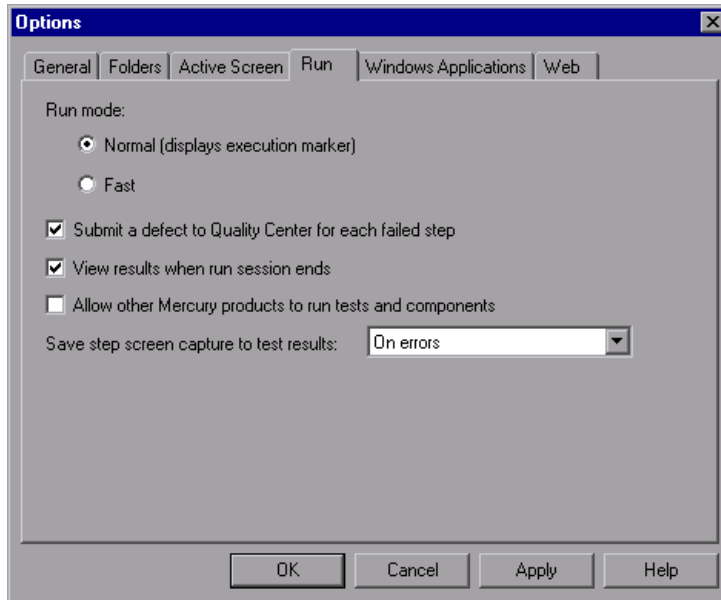 Options
General Folders Active Screen Run Windows Applications Web
Run mode:
Normal (displays execution marker)
Fast
Submit a defect to Quality Center for each failed step
View results when run session ends
Allow other Mercury products to run tests and components
Save step screen capture to test results: On errors
OK Cancel Apply Help